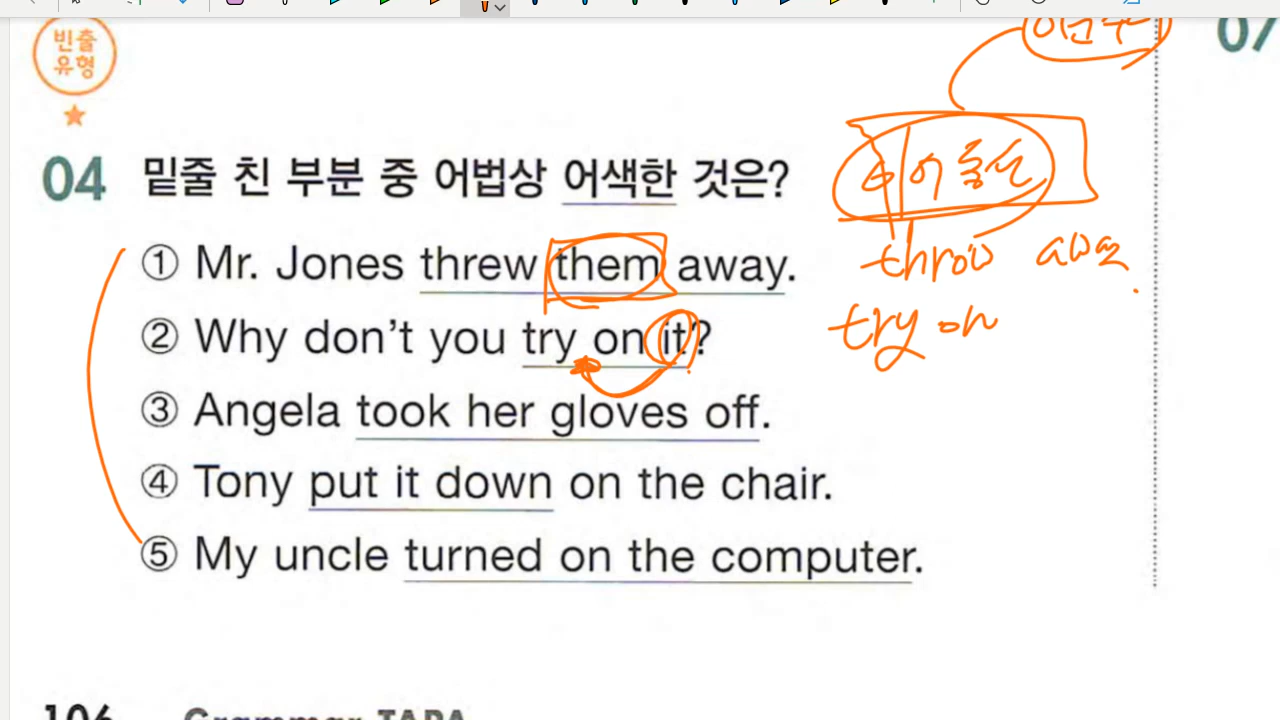 빈출
유형
07
04 밑줄 친 부분 중 어법상 어색한 것은?
① Mr. Jones threw them away.
throw
② Why don't you try on it?
try on
③ Angela took her gloves off.
④ Tony put it down on the chair.
⑤ My uncle turned on the computer.
106 Grammar TAPA